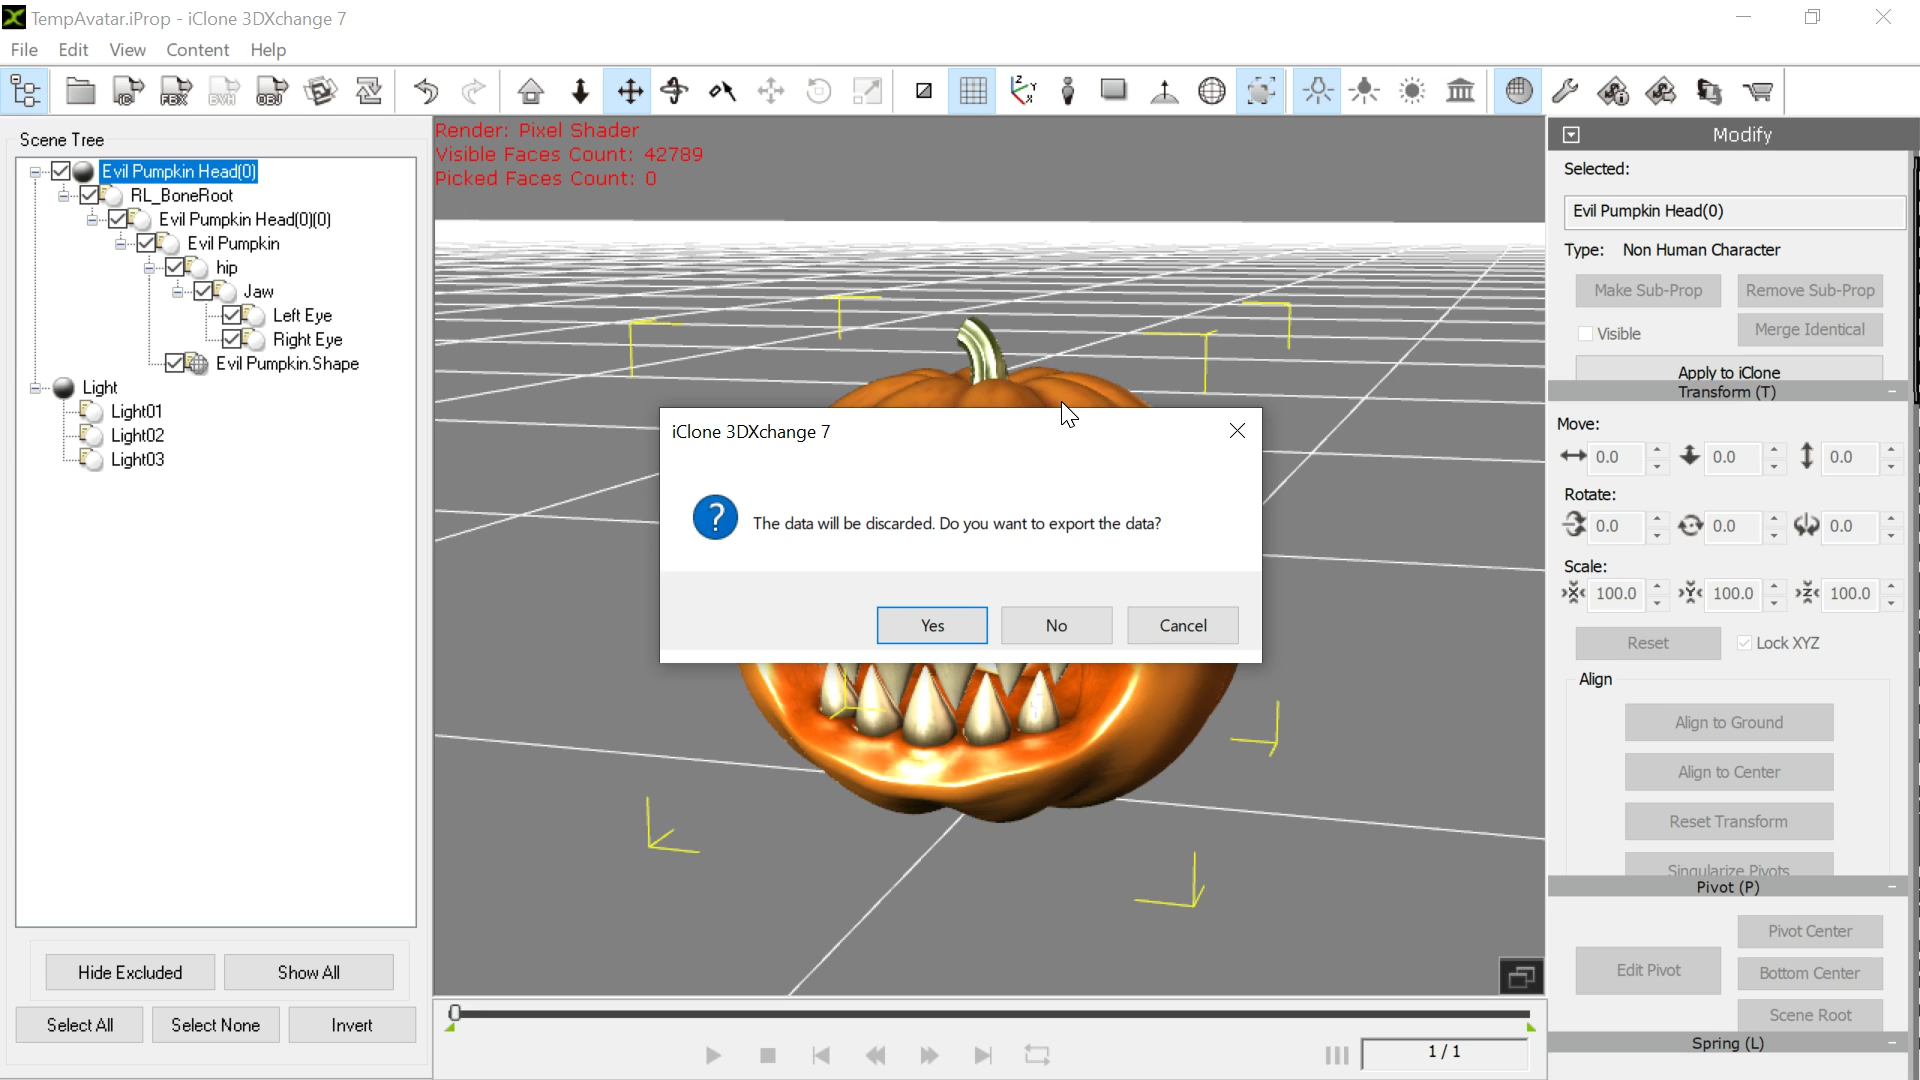 TempAvatar.iProp - iClone 3DXchange 7
File Edit View Content Help
Scene Tree
Evil Pumpkin Head(0)
RL_BoneRoot
Evil Pumpkin Head(0)(0)
Evil Pumpkin
hip
Jaw
Left Eye
Right Eye
Evil Pumpkin.Shape
Light
Light01
Light02
Light03
Hide Excluded Show All
Select All Select None Invert
Render: Pixel Shader
Visible Faces Count: 42789
Picked Faces Count: 0
iClone 3DXchange 7
The data will be discarded. Do you want to export the data?
Yes No Cancel
1 / 1
Modify
Selected:
Evil Pumpkin Head(0)
Type: Non Human Character
Make Sub-Prop Remove Sub-Prop
Visible Merge Identical
Apply to iClone
Transform (T)
Move:
0.0 0.0 0.0
Rotate:
0.0 0.0 0.0
Scale:
100.0 100.0 100.0
Reset Lock XYZ
Align
Align to Ground
Align to Center
Reset Transform
Singularize Pivots
Pivot (P)
Pivot Center
Edit Pivot Bottom Center
Scene Root
Spring (L)